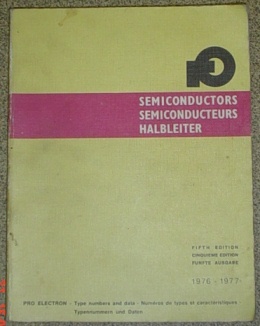 SEMICONDUCTORS
SEMICONDUCTEURS
HALBLEITER
FIFTH EDITION
CINQUIEME EDITION
FÜNFTE AUSGABE
1976 - 1977
PRO ELECTRON - Type numbers and data - Numéros de types et caractéristiques
Typennummern und Daten